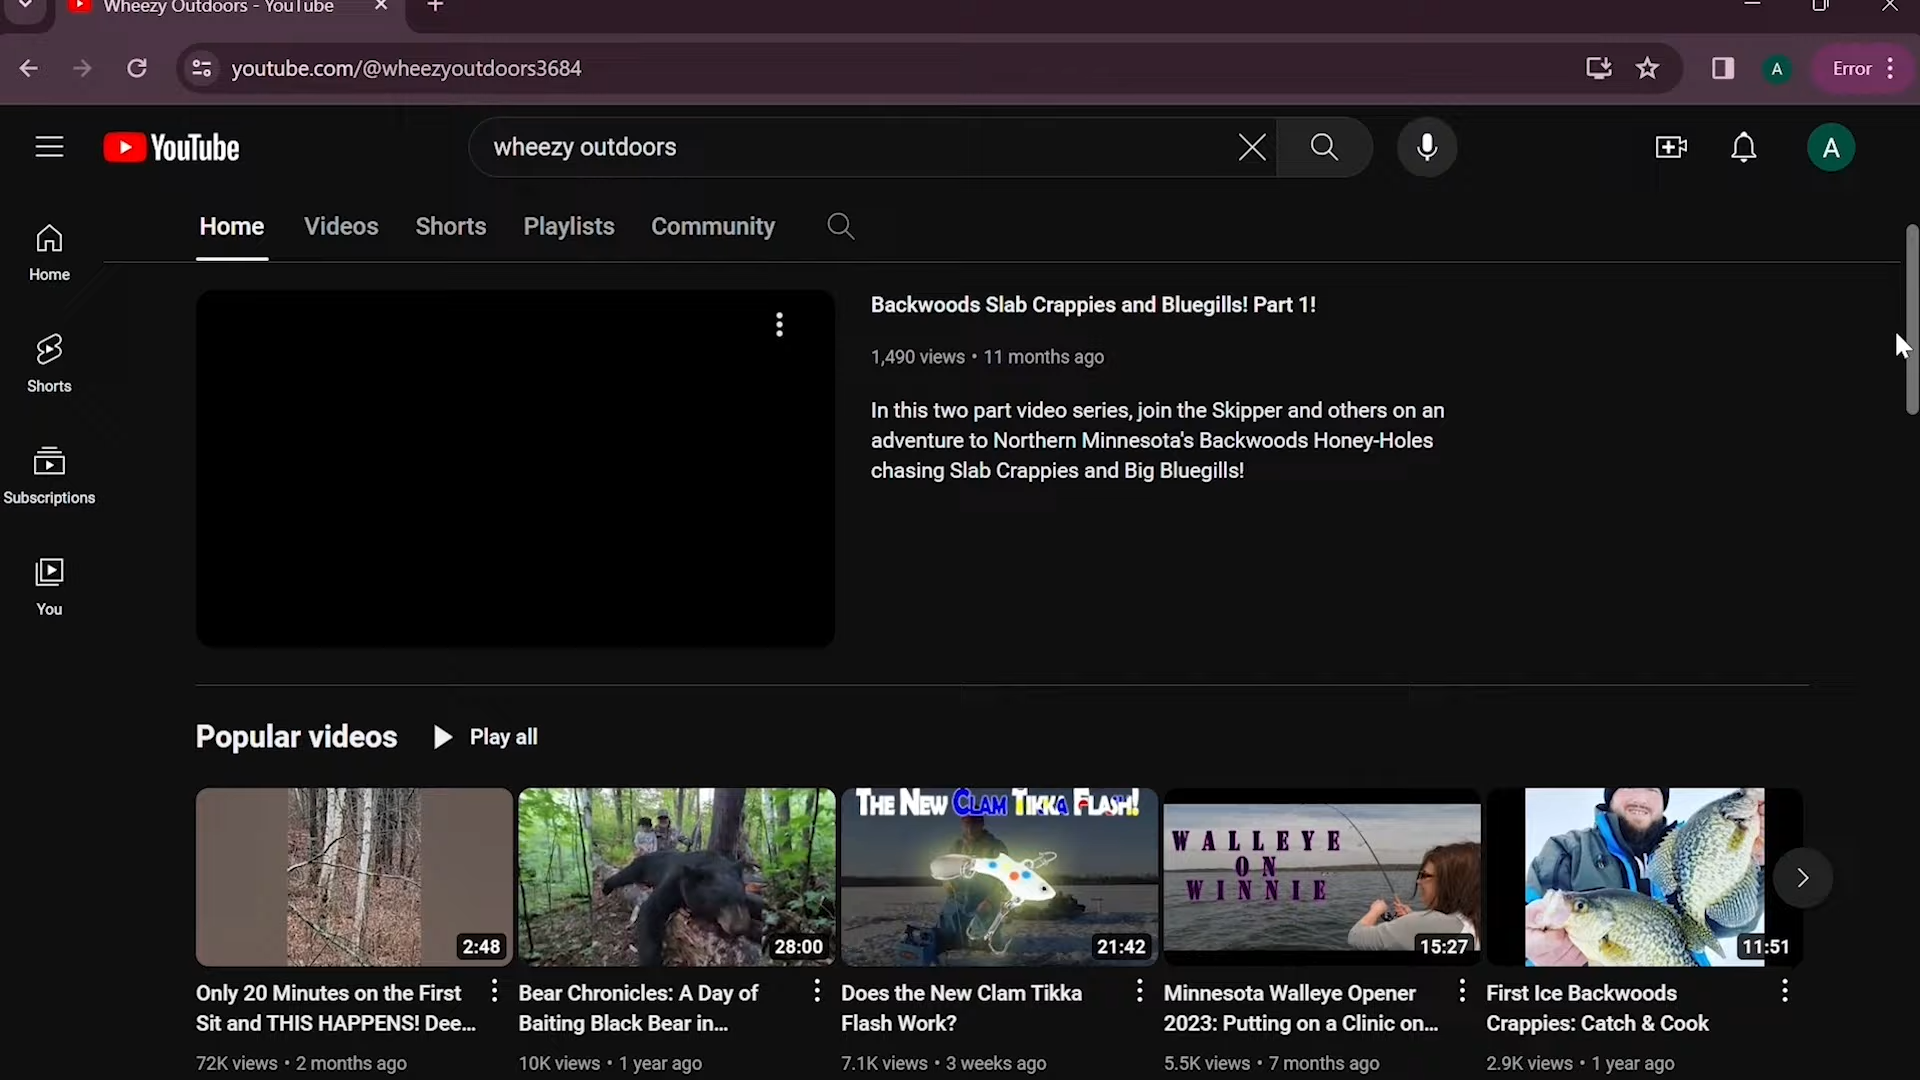 Wheezy Outdoors - YouTube
youtube.com/@wheezyoutdoors3684
A
Error
YouTube
wheezy outdoors
A
Home
Videos
Shorts
Playlists
Community
Home
Shorts
Subscriptions
You
Backwoods Slab Crappies and Bluegills! Part 1!
1,490 views • 11 months ago
In this two part video series, join the Skipper and others on an
adventure to Northern Minnesota's Backwoods Honey-Holes
chasing Slab Crappies and Big Bluegills!
Popular videos
Play all
2:48
28:00
THE NEW CLAM TIKKA FLASH!
21:42
WALLEYE
ON
WINNIE
15:27
11:51
Only 20 Minutes on the First
Sit and THIS HAPPENS! Dee...
72K views • 2 months ago
Bear Chronicles: A Day of
Baiting Black Bear in...
10K views • 1 year ago
Does the New Clam Tikka
Flash Work?
7.1K views • 3 weeks ago
Minnesota Walleye Opener
2023: Putting on a Clinic on...
5.5K views • 7 months ago
First Ice Backwoods
Crappies: Catch & Cook
2.9K views • 1 year ago